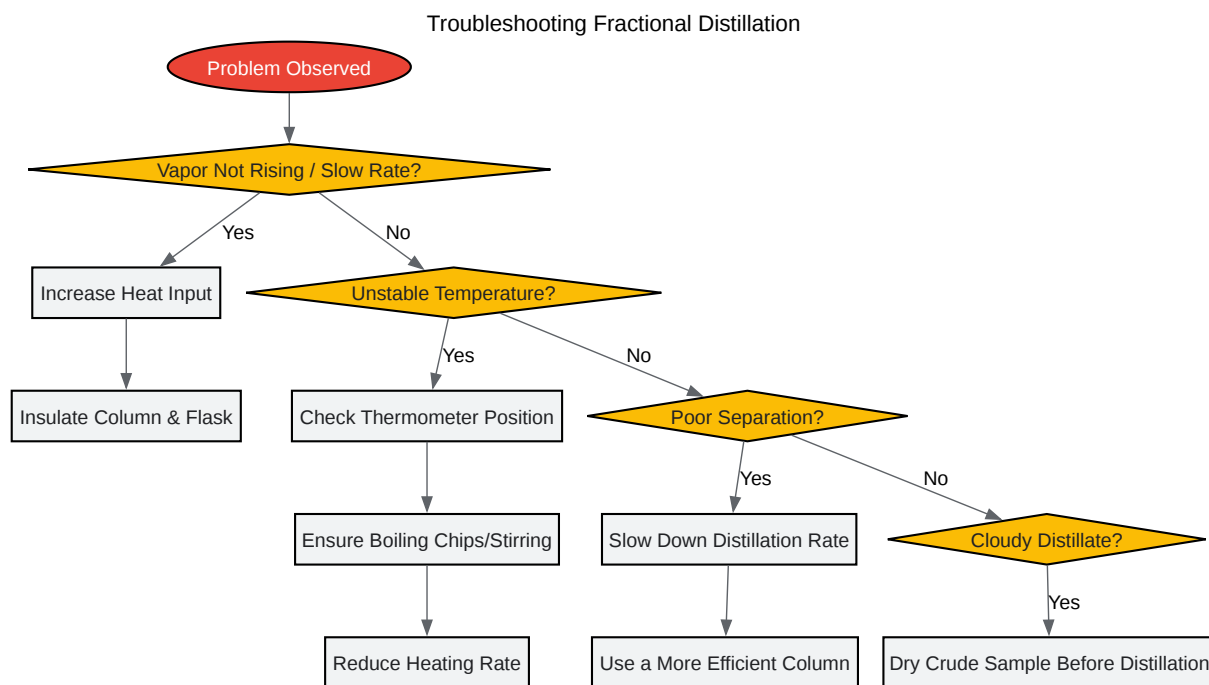 Troubleshooting Fractional Distillation
Problem Observed
Vapor Not Rising / Slow Rate?
Yes
No
Increase Heat Input
Unstable Temperature?
Yes
No
Insulate Column & Flask
Check Thermometer Position
Poor Separation?
Yes
No
Ensure Boiling Chips/Stirring
Slow Down Distillation Rate
Cloudy Distillate?
Yes
Reduce Heating Rate
Use a More Efficient Column
Dry Crude Sample Before Distillation